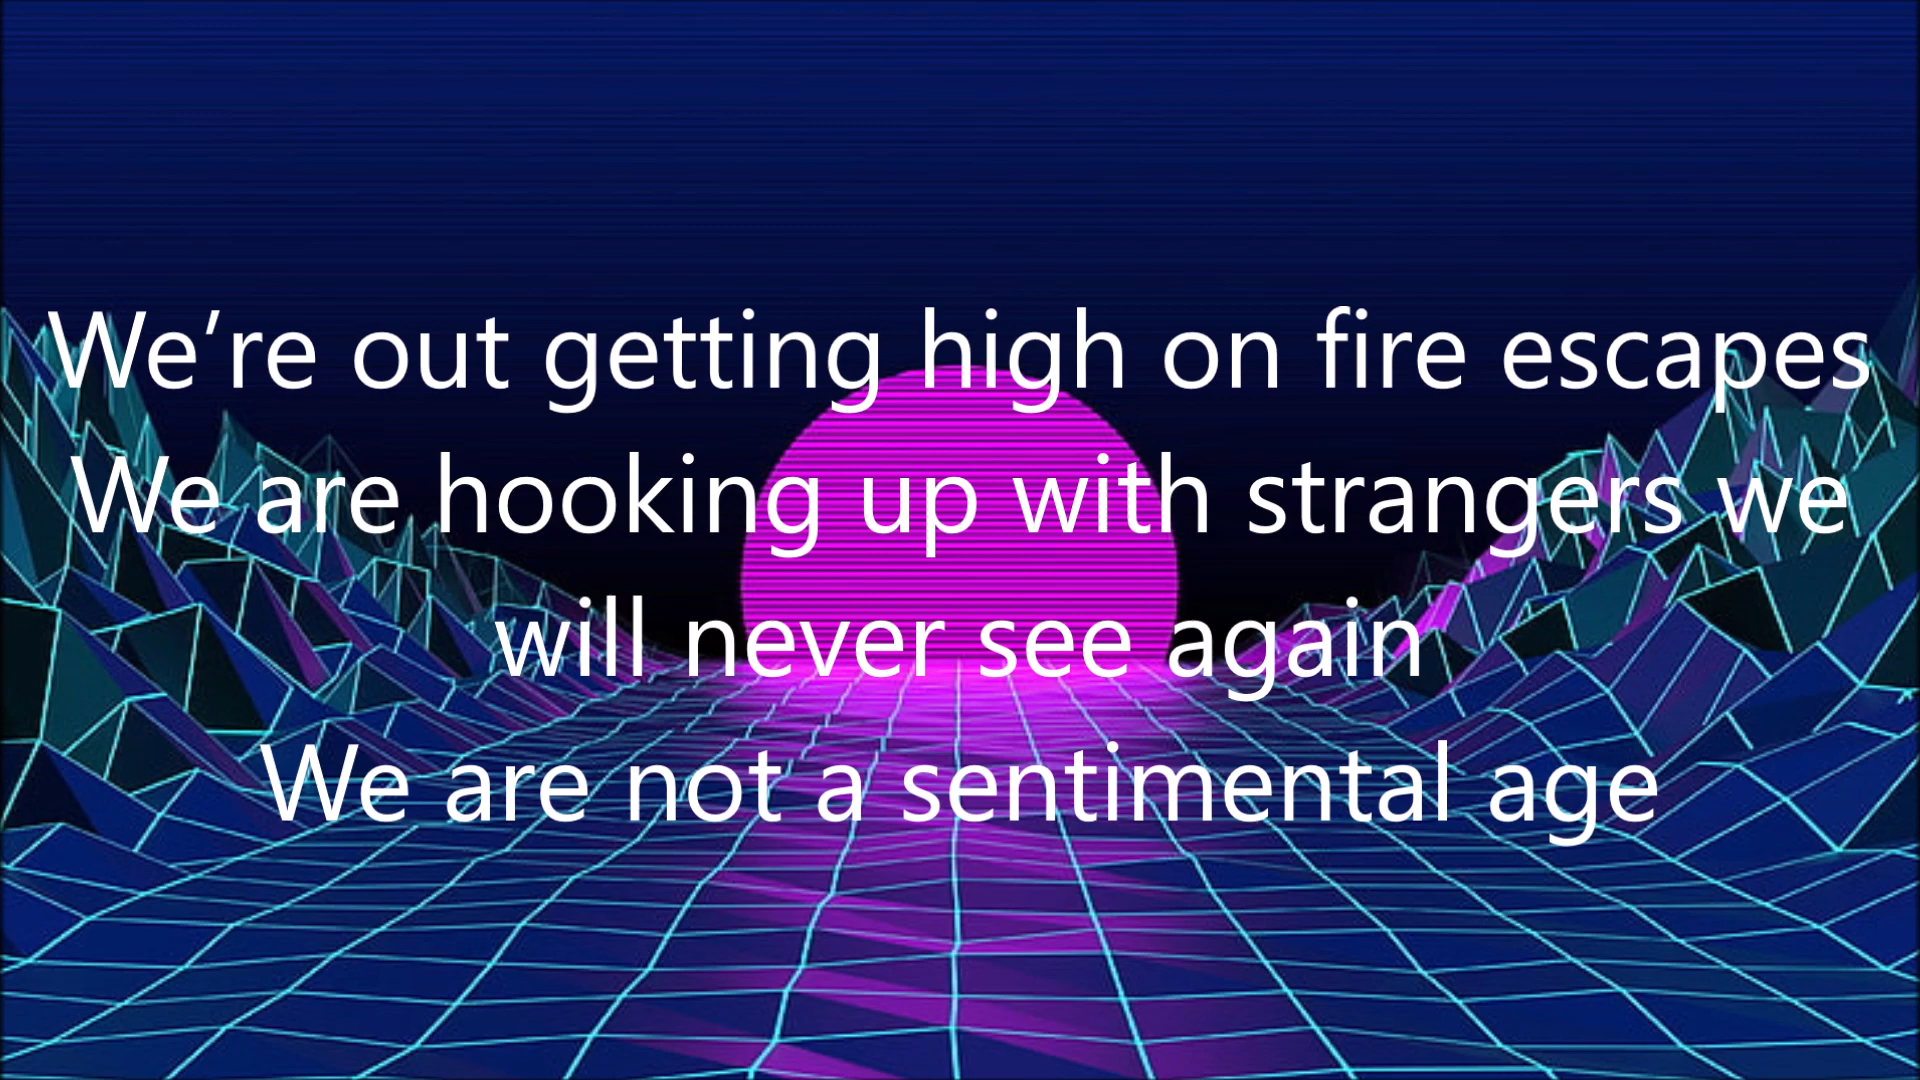 We’re out getting high on fire escapes
We are hooking up with strangers we
will never see again
We are not a sentimental age